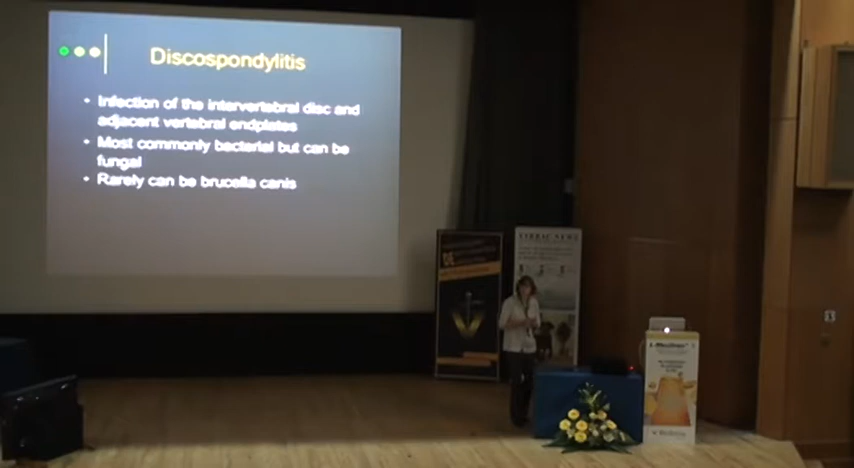 Discospondylitis
• Infection of the intervertebral disc and
adjacent vertebral endplates
• Most commonly bacterial but can be
fungal
• Rarely can be brucella canis